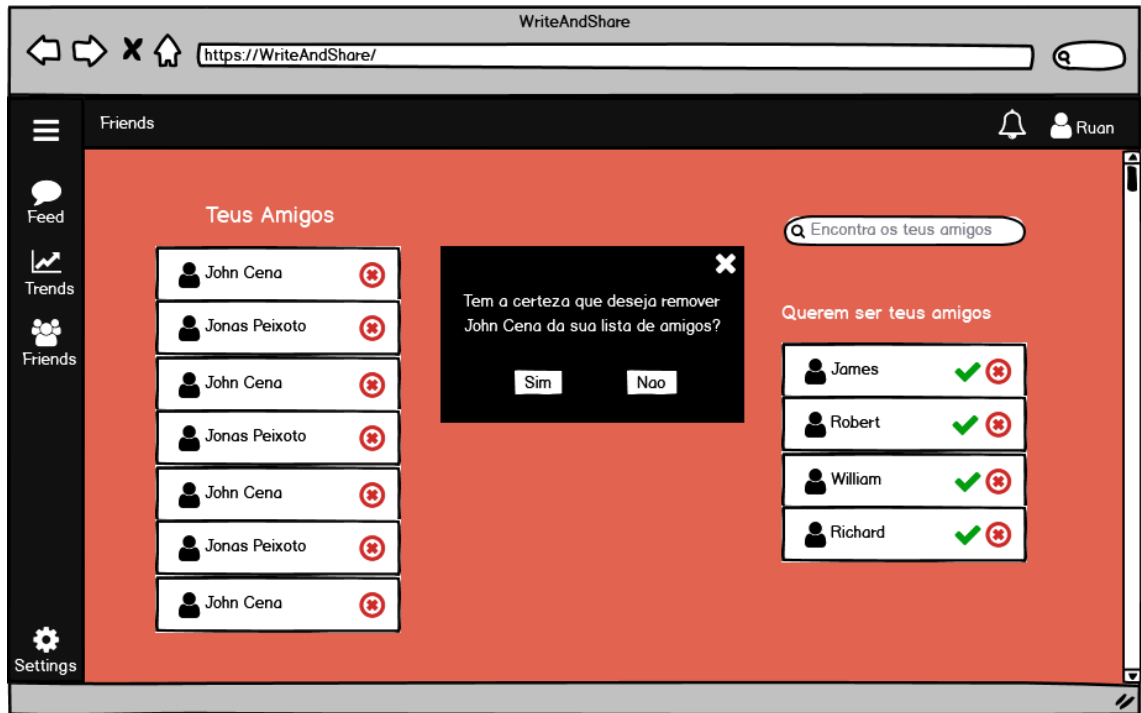 WriteAndShare
https://WriteAndShare/
Friends
Ruan
Feed
Trends
Friends
Settings
Teus Amigos
John Cena
Jonas Peixoto
John Cena
Jonas Peixoto
John Cena
Jonas Peixoto
John Cena
Tem a certeza que deseja remover
John Cena da sua lista de amigos?
Sim
Nao
Encontra os teus amigos
Querem ser teus amigos
James
Robert
William
Richard